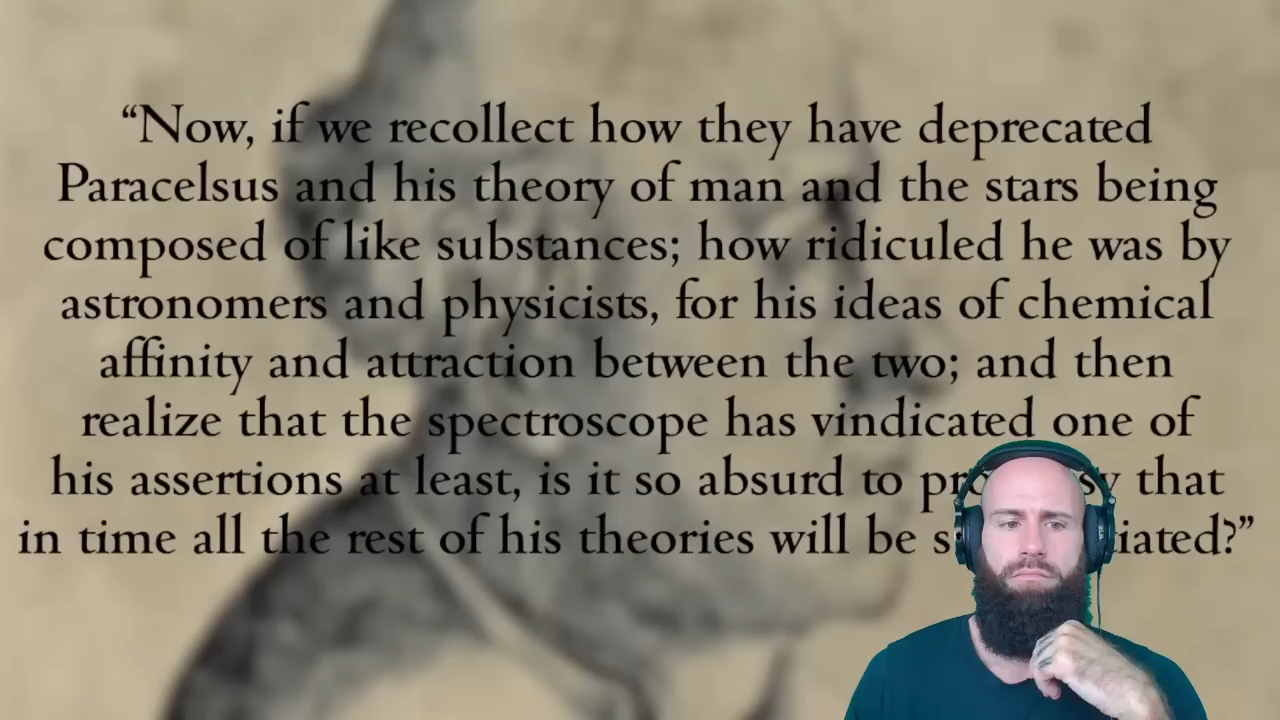 “Now, if we recollect how they have deprecated
Paracelsus and his theory of man and the stars being
composed of like substances; how ridiculed he was by
astronomers and physicists, for his ideas of chemical
affinity and attraction between the two; and then
realize that the spectroscope has vindicated one of
his assertions at least, is it so absurd to that
in time all the rest of his theories will be